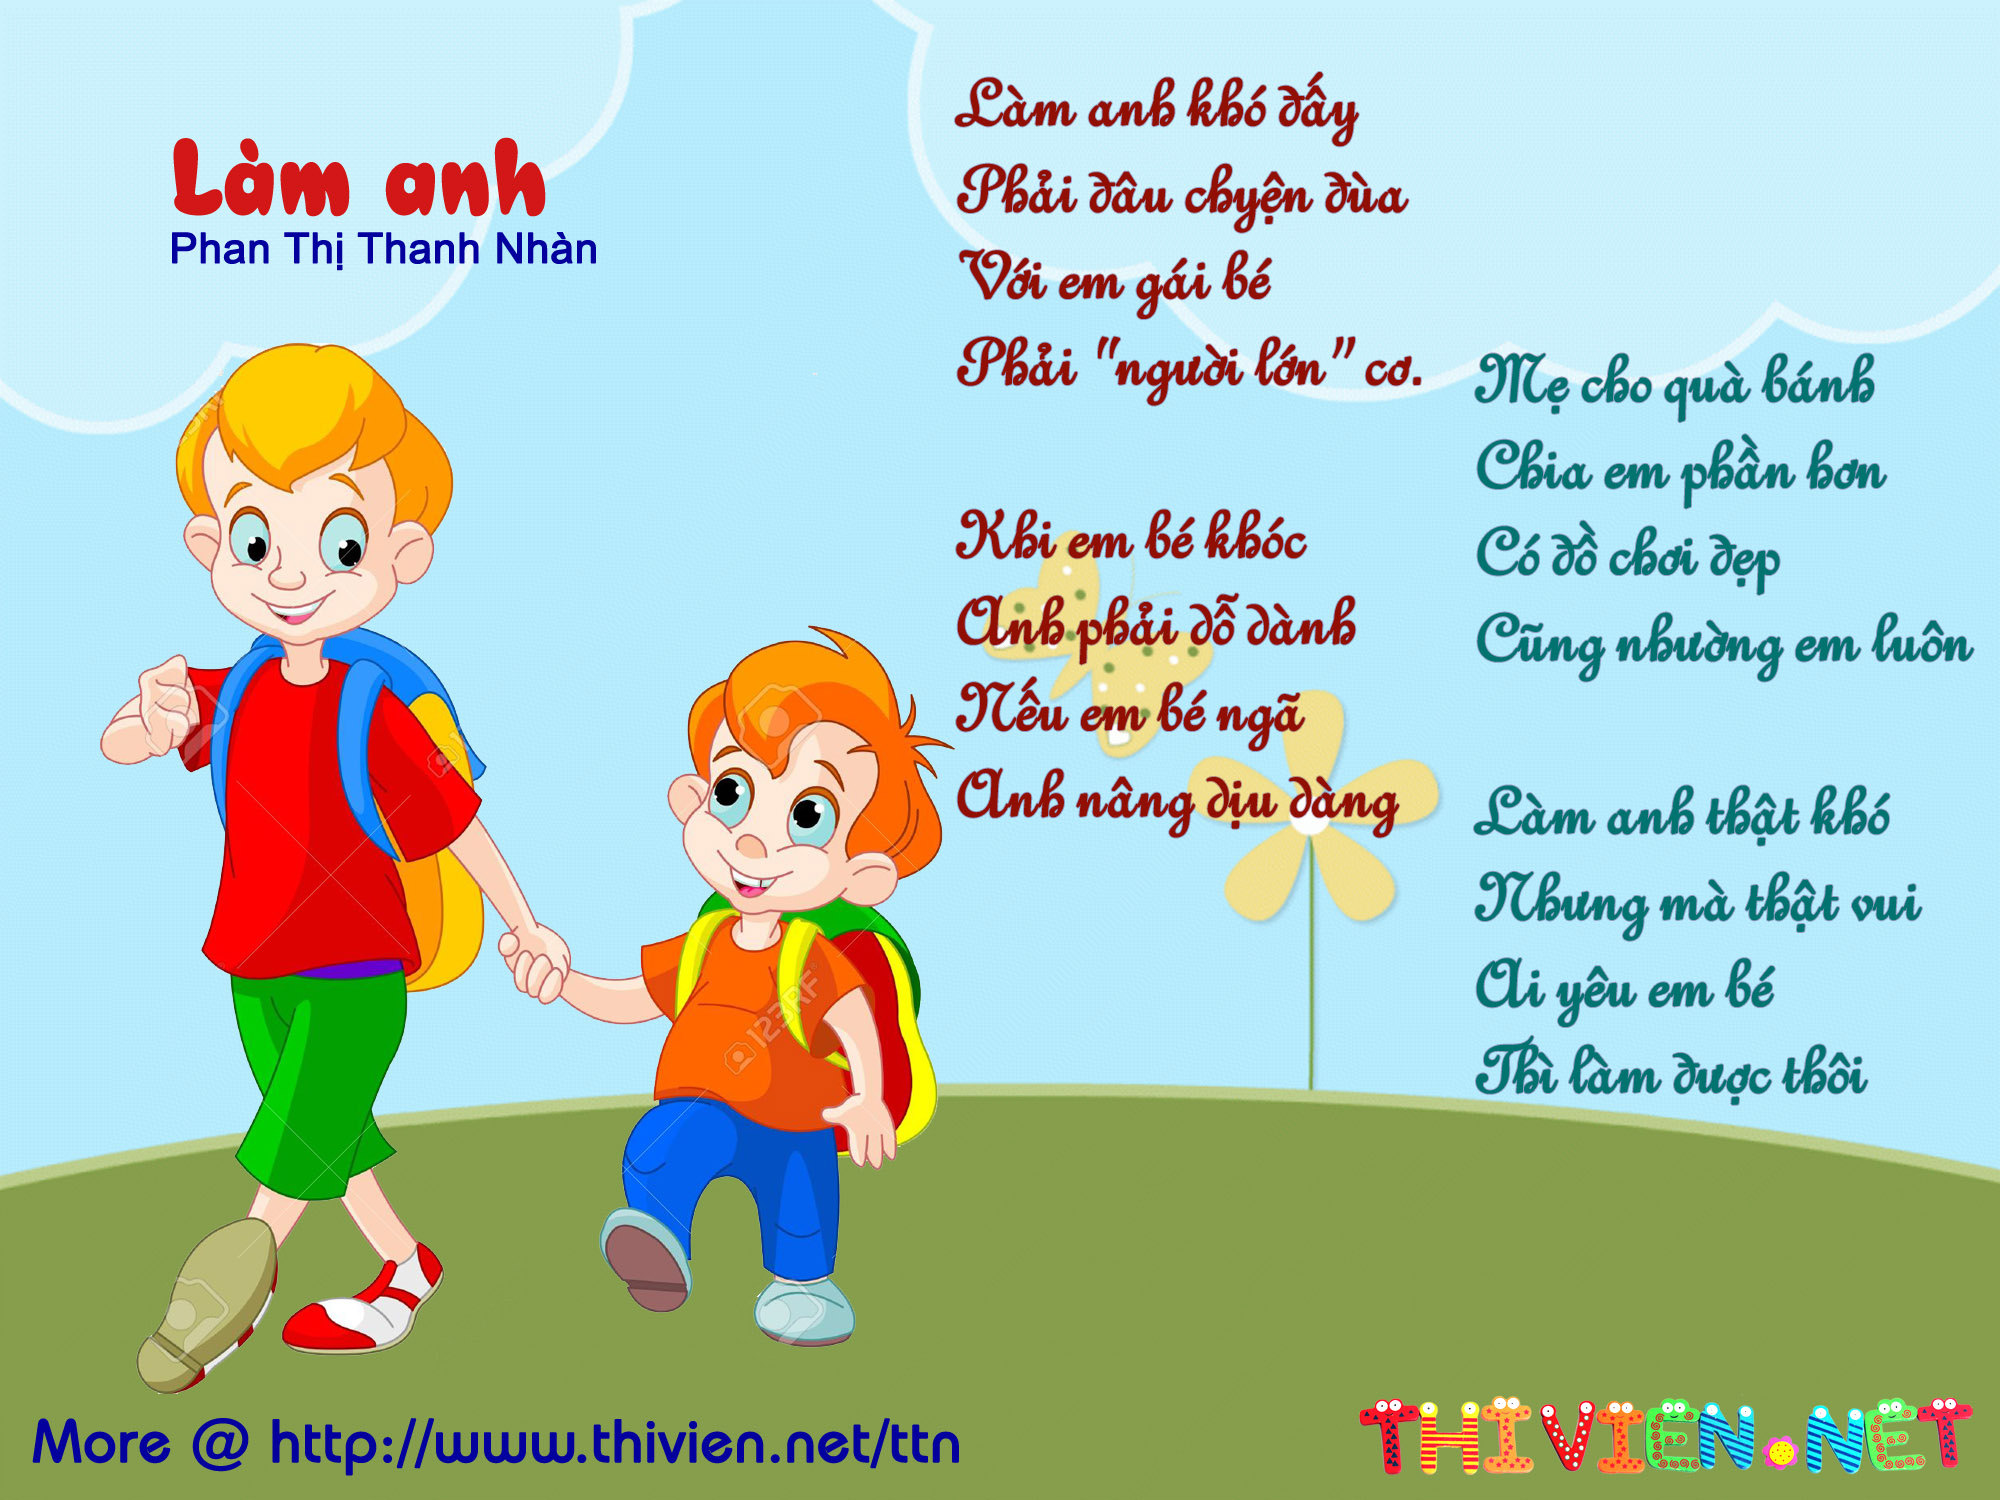 Làm anh
Phan Thị Thanh Nhàn
Làm anh khó đấy
Phải đâu chyện đùa
Với em gái bé
Phải "người lớn" cơ.
Khi em bé khóc
Anh phải dỗ dành
Nếu em bé ngã
Anh nâng dịu dàng
Mẹ cho quà bánh
Chia em phần hơn
Có đồ chơi đẹp
Cũng nhường em luôn
Làm anh thật khó
Nhưng mà thật vui
Ai yêu em bé
Thì làm được thôi
123RF
More @ http://www.thivien.net/ttn
THIVIEN.NET